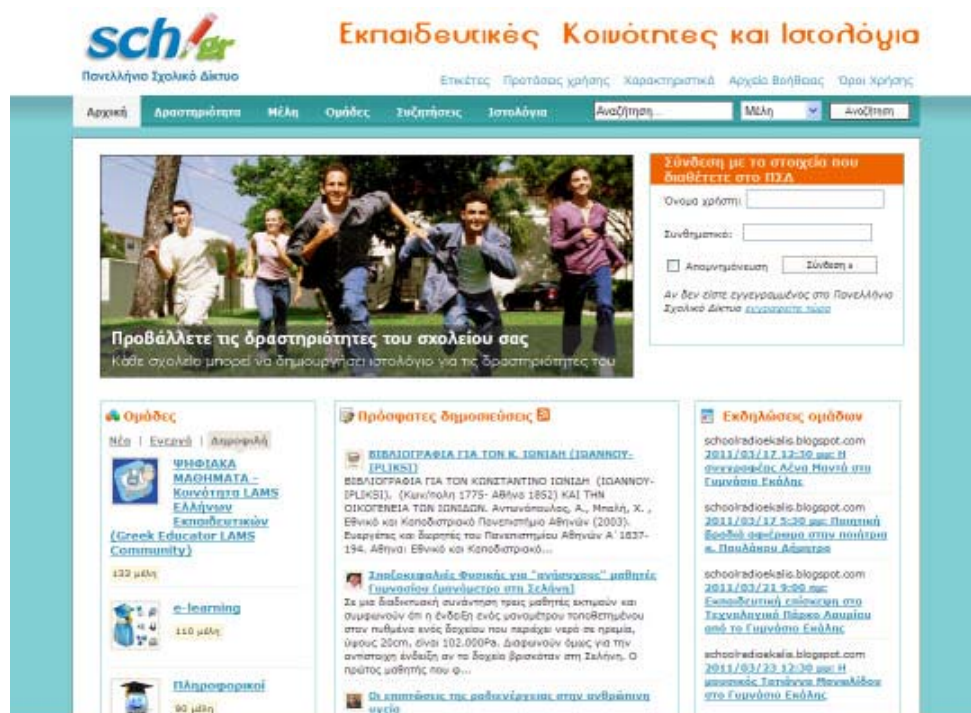 sch.gr
Πανελλήνιο Σχολικό Δίκτυο
Εκπαιδευτικές Κοινότητες και Ιστολόγια
Ετικέτες Προτάσεις χρήσης Χαρακτηριστικά Αρχεία Βοήθειας Όροι Χρήσης
Αρχική Δραστηριότητα Μέλη Ομάδες Συζητήσεις Ιστολόγια Αναζήτηση... Μέλη Αναζήτηση
Προβάλλετε τις δραστηριότητες του σχολείου σας
Κάθε σχολείο μπορεί να δημιουργήσει ιστολόγιο για τις δραστηριότητες του
Σύνδεση με τα στοιχεία που
διαθέτετε στο ΠΣΔ
Όνομα χρήστη:
Συνθηματικό:
Απομνημόνευση Σύνδεση »
Αν δεν είστε εγγεγραμμένος στο Πανελλήνιο
Σχολικό Δίκτυο εγγραφείτε τώρα
Ομάδες
Νέα | Ενεργά | Δημοφιλή
ΨΗΦΙΑΚΑ
ΜΑΘΗΜΑΤΑ -
Κοινότητα LAMS
Ελλήνων
Εκπαιδευτικών
(Greek Educator LAMS
Community)
133 μέλη
e-learning
110 μέλη
Πληροφορικοί
90 μέλη
Πρόσφατες δημοσιεύσεις
ΒΙΒΛΙΟΓΡΑΦΙΑ ΓΙΑ ΤΟΝ Κ. ΙΩΝΙΔΗ (ΙΩΑΝΝΟΥ-
IPLIKSI)
ΒΙΒΛΙΟΓΡΑΦΙΑ ΓΙΑ ΤΟΝ ΚΩΝΣΤΑΝΤΙΝΟ ΙΩΝΙΔΗ (ΙΩΑΝΝΟΥ-
IPLIKSI), (Κων/πολη 1775- Αθήνα 1852) ΚΑΙ ΤΗΝ
ΟΙΚΟΓΕΝΕΙΑ ΤΩΝ ΙΩΝΙΔΩΝ. Αντωνόπουλος, Α., Μπαλή, Χ. ,
Εθνικό και Καποδιστριακό Πανεπιστήμιο Αθηνών (2003).
Ευεργέτες και δωρητές του Πανεπιστημίου Αθηνών Α΄ 1837-
194. Αθήνα: Εθνικό και Καποδιστριακό...
Σπαζοκεφαλιές Φυσικής για "ανήσυχους" μαθητές
Γυμνασίου (μανόμετρο στη Σελήνη)
Σε μια διαδικτυακή συνάντηση τρεις μαθητές εκτιμούν και
συμφωνούν ότι η ένδειξη ενός μανομέτρου τοποθετημένου
στον πυθμένα ενός δοχείου που περιέχει νερό σε ηρεμία,
ύψους 20cm, είναι 102.000Pa. Διαφωνούν όμως για την
αντίστοιχη ένδειξη αν το δοχείο βρισκόταν στη Σελήνη. Ο
πρώτος μαθητής που φ...
Οι επιπτώσεις της ραδιενέργειας στην ανθρώπινη
υγεία
Εκδηλώσεις ομάδων
schoolradioekalis.blogspot.com
2011/03/17 12:30 μμ: Η
συγγραφέας Λένα Μαντά στο
Γυμνάσιο Εκάλης
schoolradioekalis.blogspot.com
2011/03/17 5:30 μμ: Ποιητική
βραδιά αφιέρωμα στην ποιήτρια
κ. Παυλάκου Δήμητρα
schoolradioekalis.blogspot.com
2011/03/21 9:00 πμ:
Εκπαιδευτική επίσκεψη στο
Τεχνολογικό Πάρκο Λαυρίου
από το Γυμνάσιο Εκάλης
schoolradioekalis.blogspot.com
2011/03/23 12:30 μμ: Η
μουσικός Τατιάννα Μανωλίδου
στο Γυμνάσιο Εκάλης